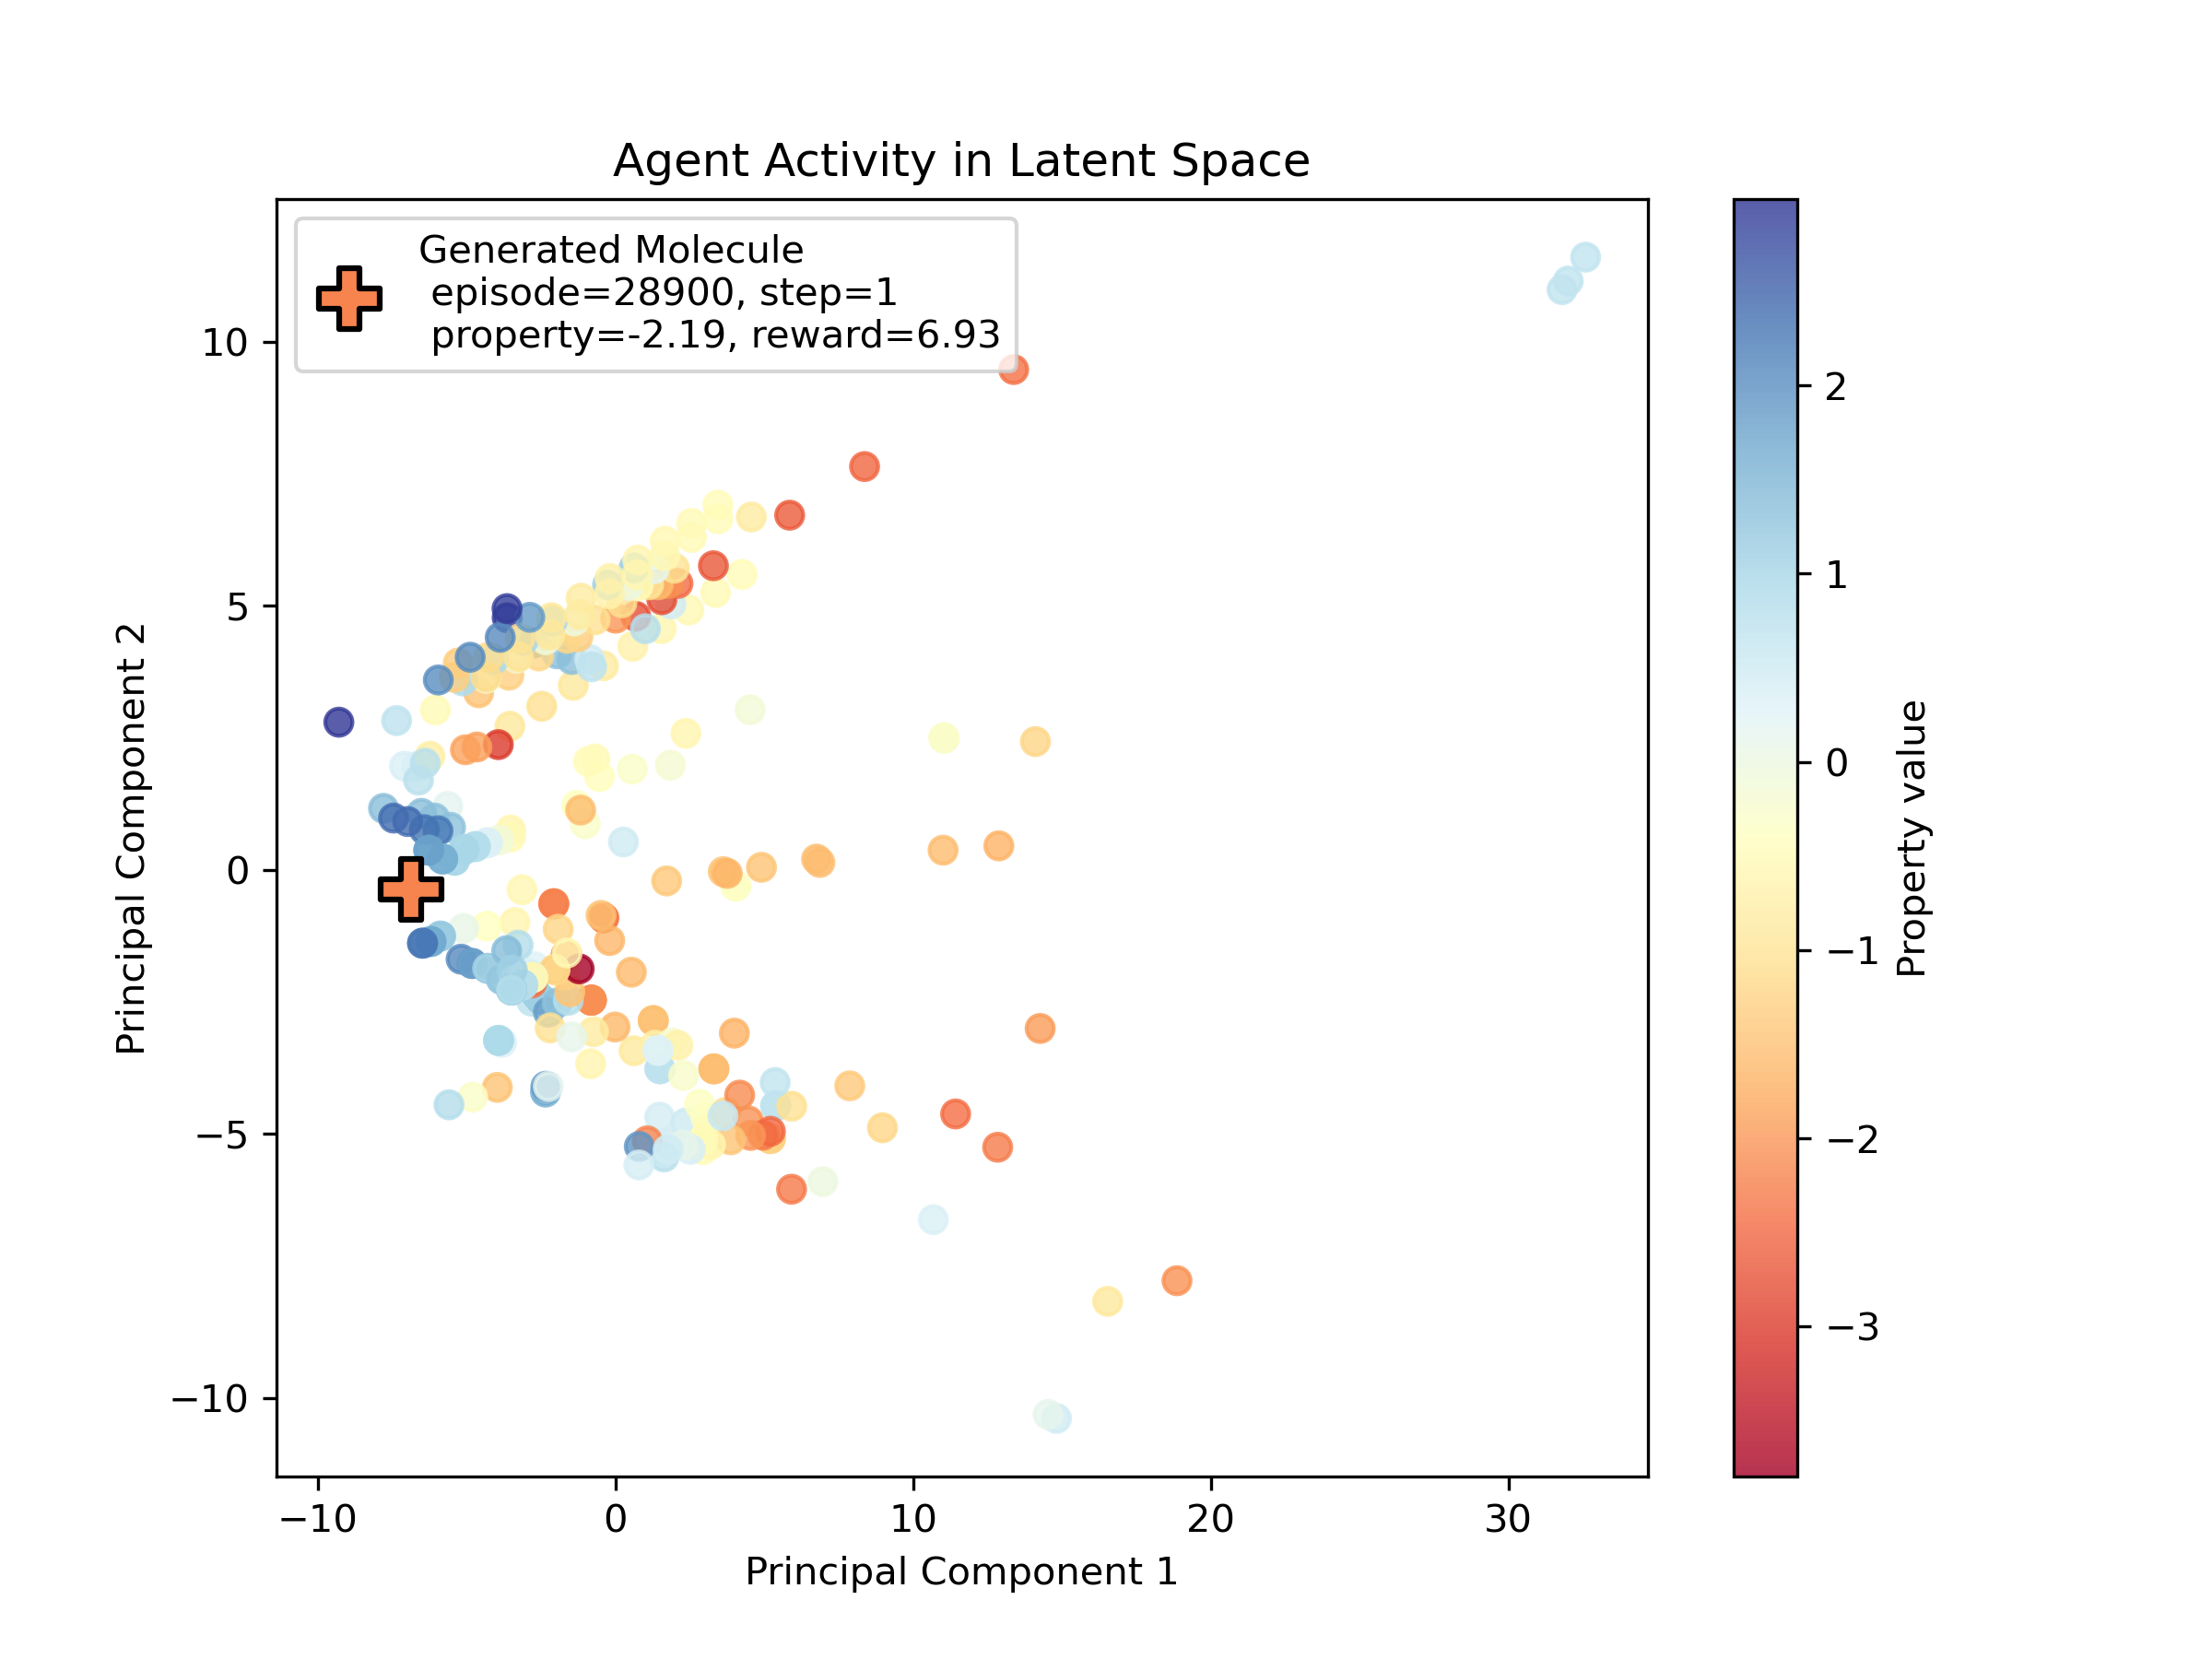 Agent Activity in Latent Space
Generated Molecule
episode=28900, step=1
property=-2.19, reward=6.93
10
5
0
−5
−10
Principal Component 2
−10
0
10
20
30
Principal Component 1
2
1
0
−1
−2
−3
Property value